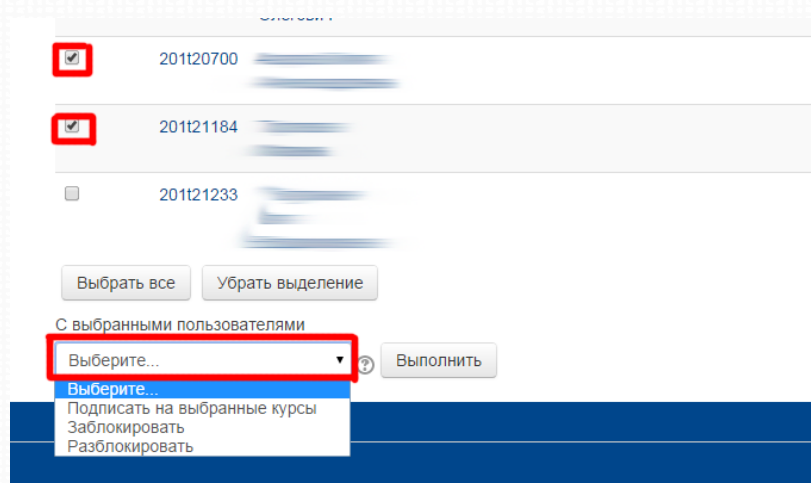 201t20700
201t21184
201t21233
Выбрать все Убрать выделение
С выбранными пользователями
Выберите... ? Выполнить
Выберите...
Подписать на выбранные курсы
Заблокировать
Разблокировать